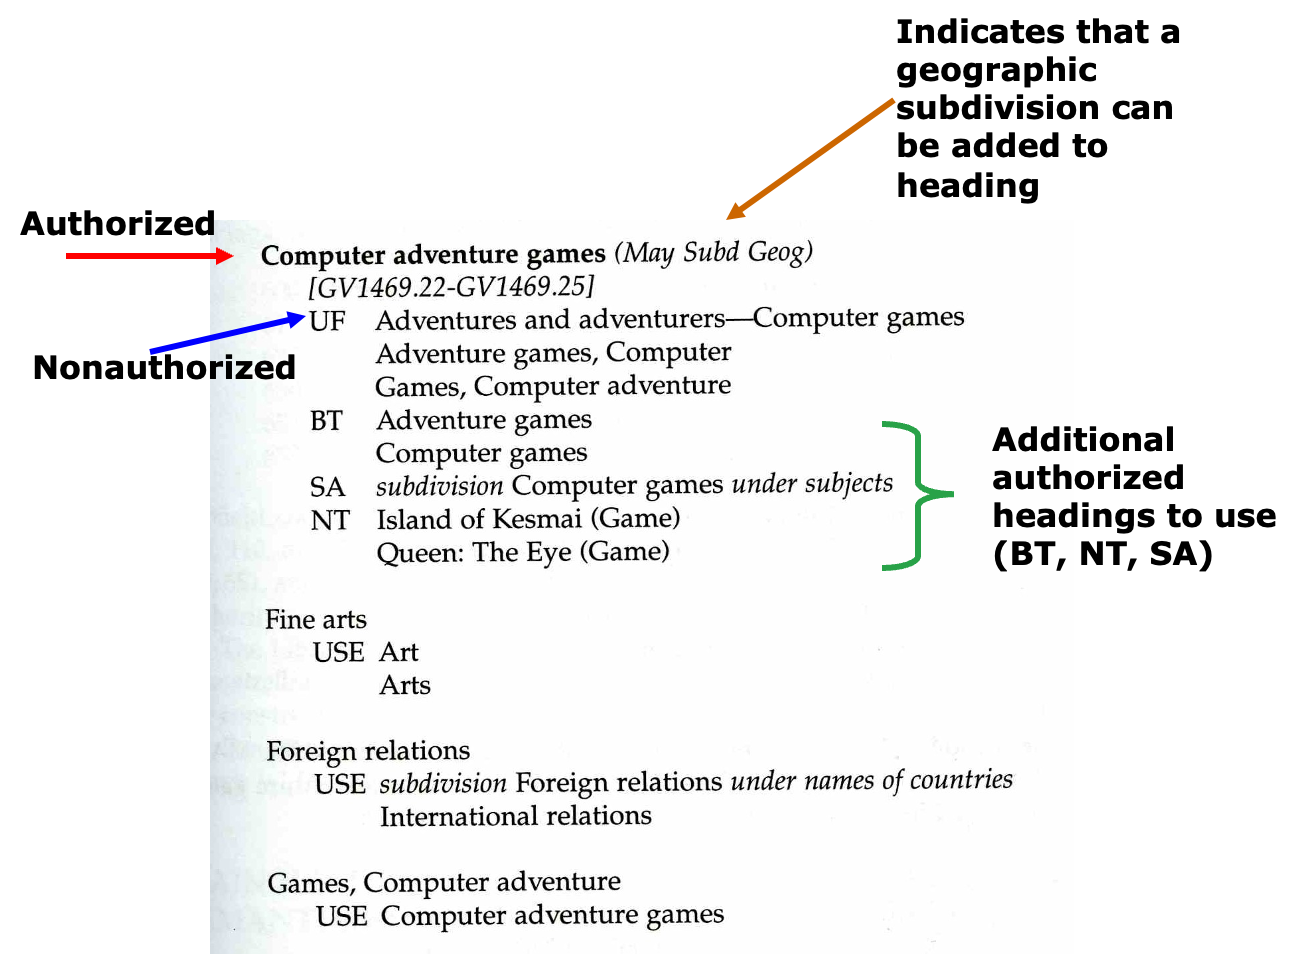 Indicates that a
geographic
subdivision can
be added to
heading
Authorized
Computer adventure games (May Subd Geog)
[GV1469.22-GV1469.25]
UF Adventures and adventurers—Computer games
Nonauthorized
Adventure games, Computer
Games, Computer adventure
BT Adventure games
Computer games
SA subdivision Computer games under subjects
NT Island of Kesmai (Game)
Queen: The Eye (Game)
Additional
authorized
headings to use
(BT, NT, SA)
Fine arts
USE Art
Arts
Foreign relations
USE subdivision Foreign relations under names of countries
International relations
Games, Computer adventure
USE Computer adventure games